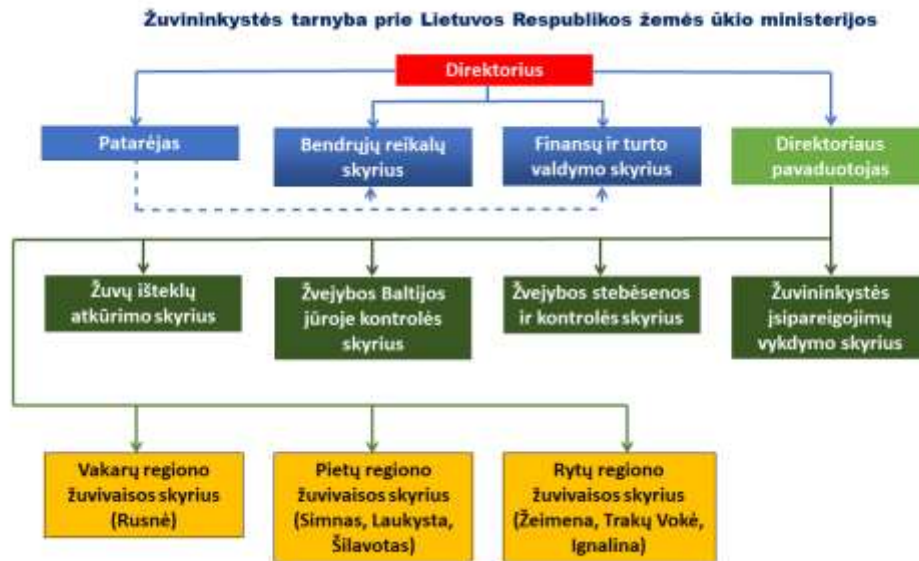 Žuvininkystės tarnyba prie Lietuvos Respublikos žemės ūkio ministerijos
Direktorius
Patarėjas
Bendrųjų reikalų
skyrius
Finansų ir turto
valdymo skyrius
Direktoriaus
pavaduotojas
Žuvų išteklių
atkūrimo skyrius
Žvejybos Baltijos
jūroje kontrolės
skyrius
Žvejybos stebėsenos
ir kontrolės skyrius
Žuvininkystės
įsipareigojimų
vykdymo skyrius
Vakarų regiono
žuvivaisos skyrius
(Rusnė)
Pietų regiono
žuvivaisos skyrius
(Simnas, Laukysta,
Šilavotas)
Rytų regiono
žuvivaisos skyrius
(Žeimena, Trakų Vokė,
Ignalina)